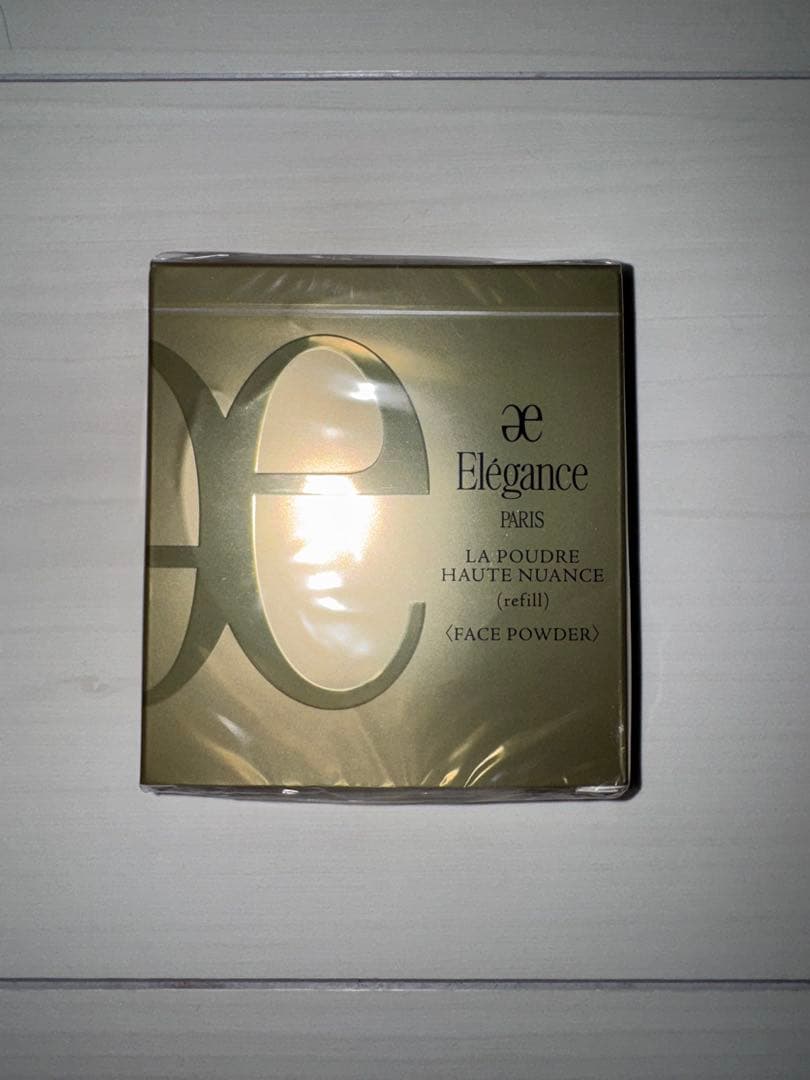 Elégance
PARIS
LA POUDRE
HAUTE NUANCE
(refill)
〈FACE POWDER〉